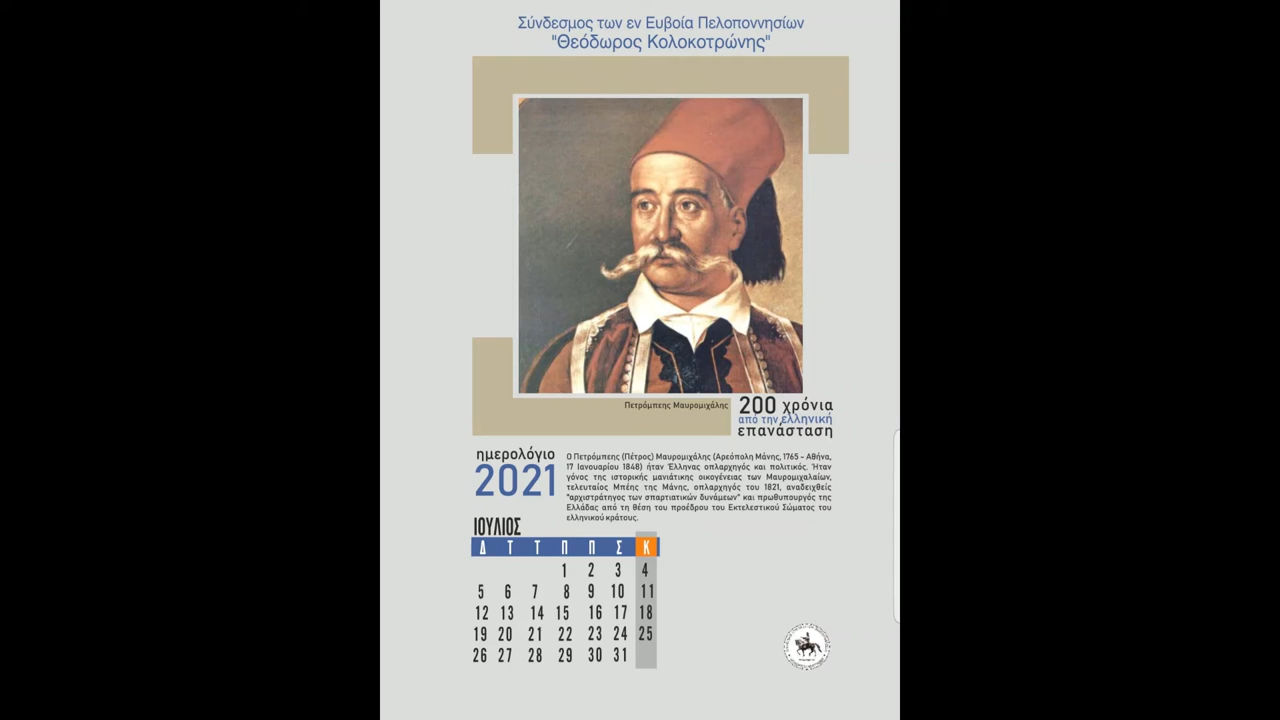 Σύνδεσμος των εν Ευβοία Πελοποννησίων
"Θεόδωρος Κολοκοτρώνης"
Πετρόμπεης Μαυρομιχάλης
200 χρόνια
από την ελληνική
επανάσταση
ημερολόγιο
2021
Ο Πετρόμπεης (Πέτρος) Μαυρομιχάλης (Αρεόπολη Μάνης, 1765 – Αθήνα,
17 Ιανουαρίου 1848) ήταν Έλληνας οπλαρχηγός και πολιτικός. Ήταν
γόνος της ιστορικής μανιάτικης οικογένειας των Μαυρομιχαλαίων,
τελευταίος Μπέης της Μάνης, οπλαρχηγός του 1821, αναδειχθείς
"αρχιστράτηγος των σπαρτιατικών δυνάμεων" και πρωθυπουργός της
Ελλάδας από τη θέση του προέδρου του Εκτελεστικού Σώματος του
ελληνικού κράτους.
ΙΟΥΛΙΟΣ
Δ Τ Τ Π Π Σ Κ
1 2 3 4
5 6 7 8 9 10 11
12 13 14 15 16 17 18
19 20 21 22 23 24 25
26 27 28 29 30 31